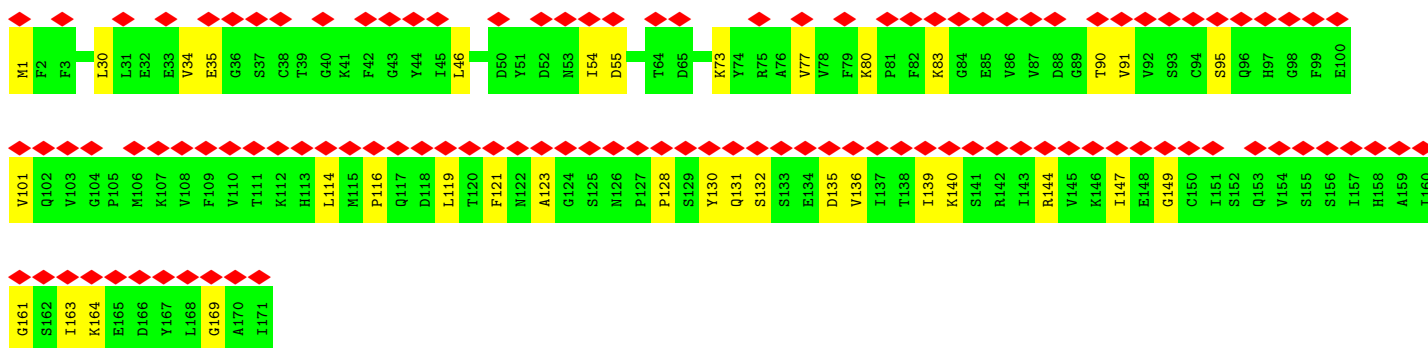 M1 F2 F3 L30 L31 E32 E33 V34 E35 G36 S37 C38 T39 G40 K41 F42 G43 Y44 I45 L46 D50 Y51 D52 N53 I54 D55 T64 D65 K73 Y74 R75 A76 V77 V78 F79 K80 P81 F82 K83 G84 E85 V86 V87 D88 G89 T90 V91 V92 S93 C94 S95 Q96 H97 G98 F99 E100
V101 Q102 V103 G104 P105 M106 K107 V108 F109 V110 T111 K112 H113 L114 M115 P116 Q117 D118 L119 T120 F121 N122 A123 G124 S125 N126 P127 P128 S129 Y130 Q131 S132 S133 E134 D135 V136 I137 T138 I139 K140 S141 R142 I143 R144 V145 K146 I147 E148 G149 C150 I151 S152 Q153 V154 S155 S156 I157 H158 A159 I160
G161 S162 I163 K164 E165 D166 Y167 L168 G169 A170 I171